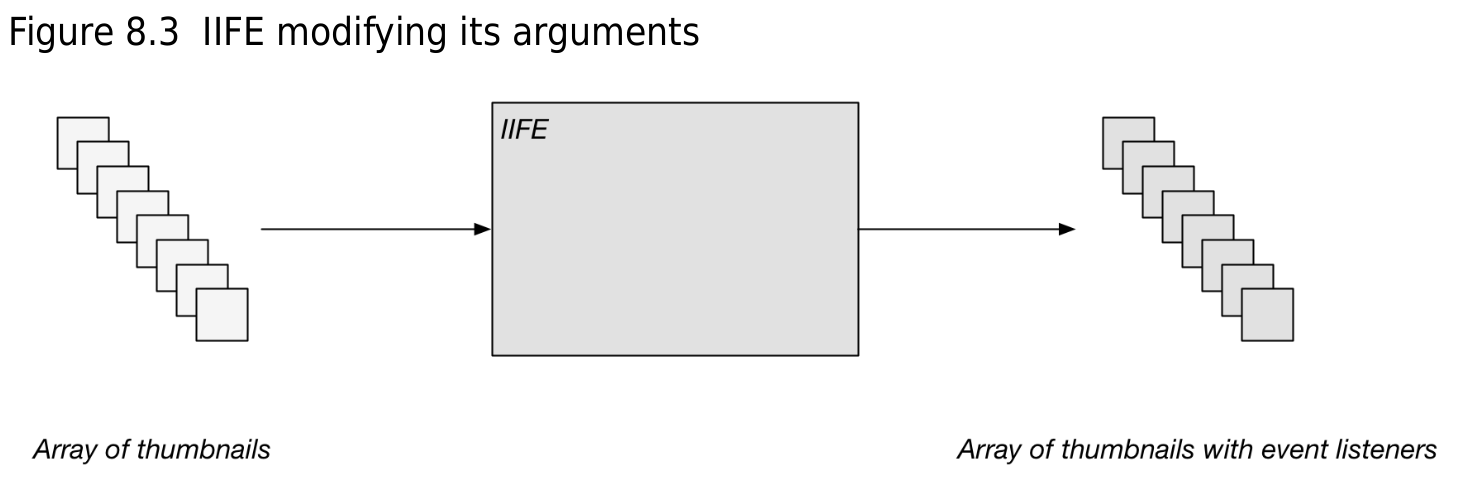 Figure 8.3 IIFE modifying its arguments
IIFE
Array of thumbnails
Array of thumbnails with event listeners